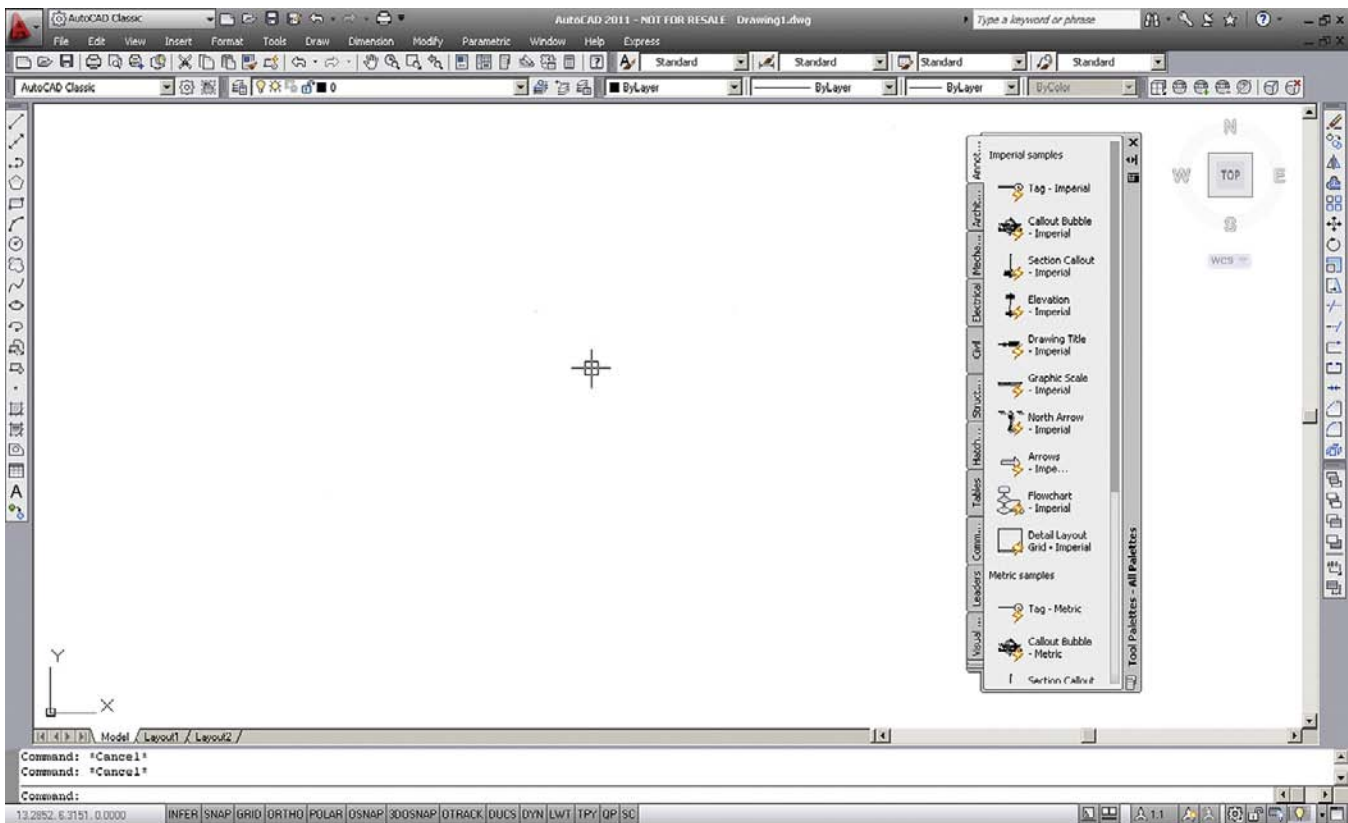 AutoCAD Classic
AutoCAD 2011 - NOT FOR RESALE Drawing1.dwg
Type a keyword or phrase
File Edit View Insert Format Tools Draw Dimension Modify Parametric Window Help Express
Standard Standard Standard Standard
AutoCAD Classic 0 ByLayer ByLayer ByLayer ByColor
N
W TOP E
S
WCS
Annot...
Archit...
Mecha...
Electrical
Civil
Struct...
Hatch...
Tables
Comm...
Leaders
Visual ...
Imperial samples
Tag - Imperial
Callout Bubble
- Imperial
Section Callout
- Imperial
Elevation
- Imperial
Drawing Title
- Imperial
Graphic Scale
- Imperial
North Arrow
- Imperial
Arrows
- Impe...
Flowchart
- Imperial
Detail Layout
Grid - Imperial
Metric samples
Tag - Metric
Callout Bubble
- Metric
Section Callout
Tool Palettes - All Palettes
A
Y
X
Model / Layout1 / Layout2 /
Command: *Cancel*
Command: *Cancel*
Command:
13.2852, 6.3151, 0.0000 INFER SNAP GRID ORTHO POLAR OSNAP 3DOSNAP OTRACK DUCS DYN LWT TPY QP SC 1:1